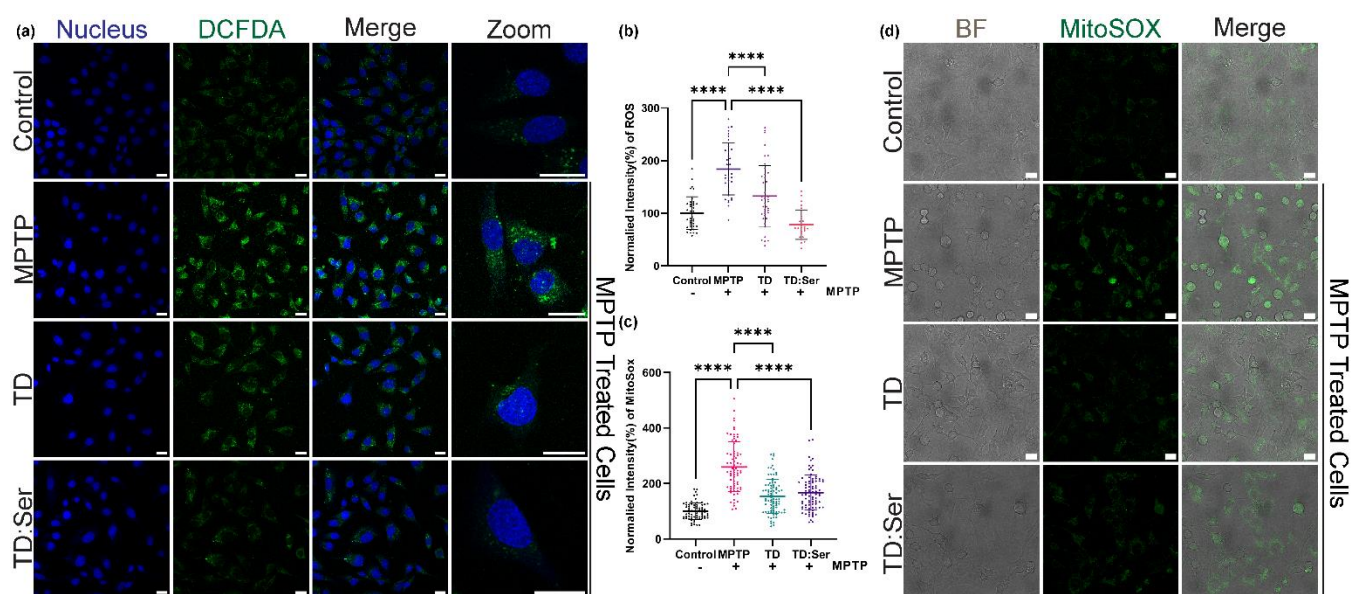 (a) Nucleus DCFDA Merge Zoom
Control
MPTP
TD
TD:Ser
MPTP Treated Cells
(b)
****
**** ****
Normalied Intensity(%) of ROS
300
200
100
0
Control MPTP TD TD:Ser
- + + + MPTP
(c)
****
**** ****
Normalied Intensity(%) of MitoSox
600
400
200
0
Control MPTP TD TD:Ser
- + + + MPTP
(d) BF MitoSOX Merge
Control
MPTP
TD
TD:Ser
MPTP Treated Cells